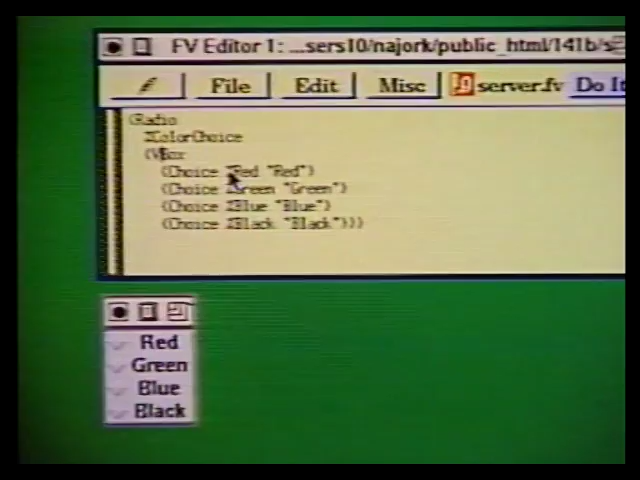 FV Editor 1: ...sers10/najork/public_html/141b/s
File Edit Misc server.fv Do It
(Radio
%ColorChoice
(VBox
(Choice %Red "Red")
(Choice %Green "Green")
(Choice %Blue "Blue")
(Choice %Black "Black")))
Red
Green
Blue
Black